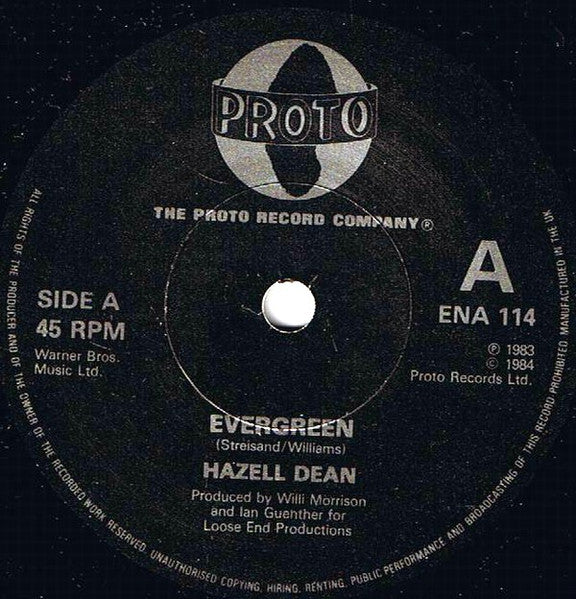 PROTO
THE PROTO RECORD COMPANY®
A
SIDE A
45 RPM
ENA 114
Warner Bros.
Music Ltd.
℗ 1983
© 1984
Proto Records Ltd.
EVERGREEN
(Streisand/Williams)
HAZELL DEAN
Produced by Willi Morrison
and Ian Guenther for
Loose End Productions
ALL RIGHTS OF THE PRODUCER AND OF THE OWNER OF THE RECORDED WORK RESERVED. UNAUTHORISED COPYING, HIRING, RENTING, PUBLIC PERFORMANCE AND BROADCASTING OF THIS RECORD PROHIBITED. MANUFACTURED IN THE UK